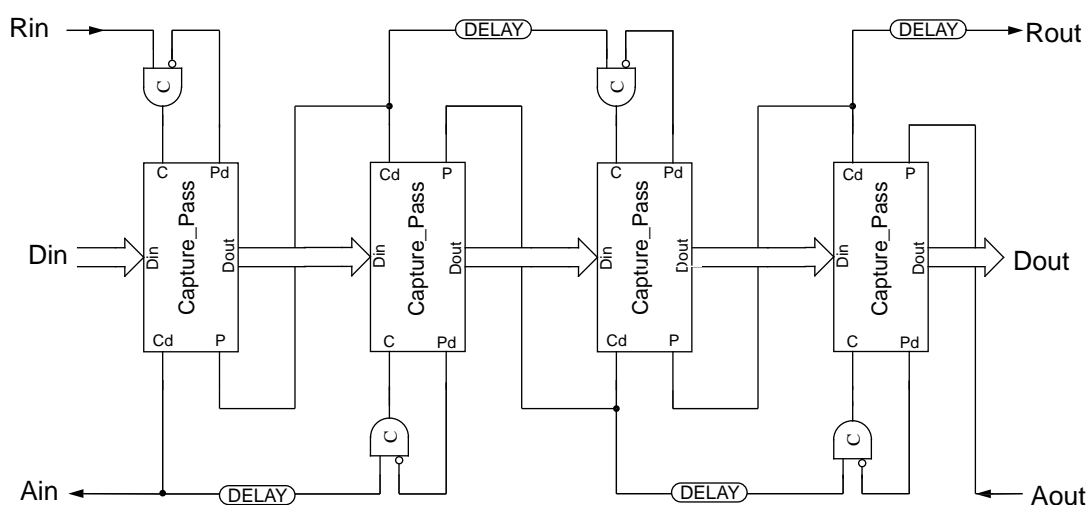 Rin
DELAY
DELAY
Rout
C
C
C
Pd
Cd
P
C
Pd
Cd
P
Din
Din
Capture_Pass
Dout
Din
Capture_Pass
Dout
Din
Capture_Pass
Dout
Din
Capture_Pass
Dout
Dout
Cd
P
C
Pd
Cd
P
C
Pd
C
C
Ain
DELAY
DELAY
Aout